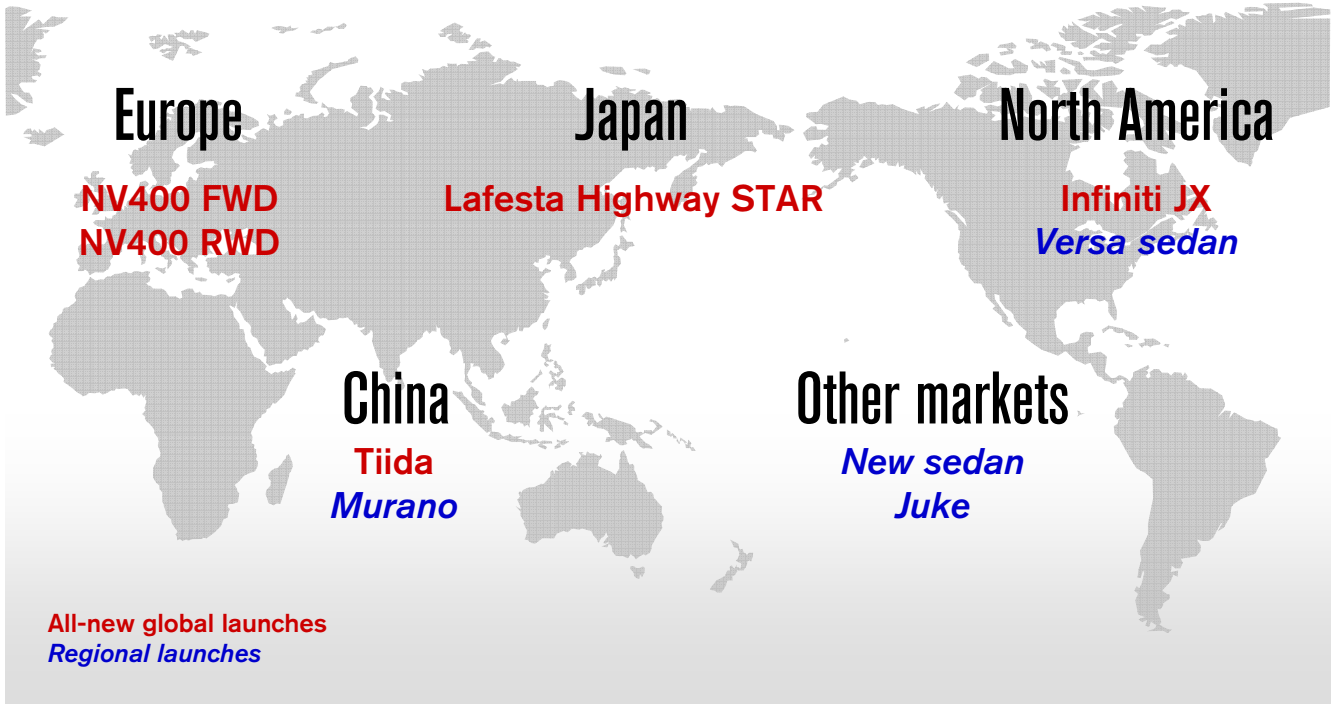 Europe
NV400 FWD
NV400 RWD
Japan
Lafesta Highway STAR
North America
Infiniti JX
Versa sedan
China
Tiida
Murano
Other markets
New sedan
Juke
All-new global launches
Regional launches